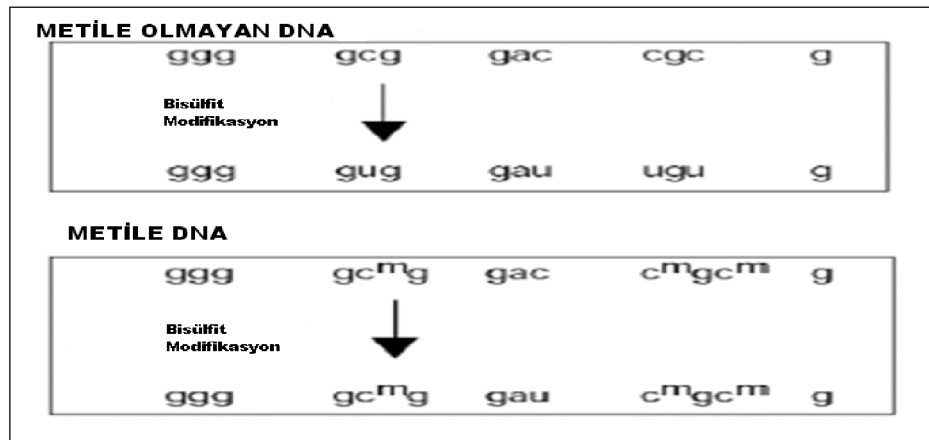 METİLE OLMAYAN DNA
ggg gcg gac cgc g
Bisülfit
Modifikasyon
ggg gug gau ugu g
METİLE DNA
ggg gcᵐg gac cᵐgcᵐ g
Bisülfit
Modifikasyon
ggg gcᵐg gau cᵐgcᵐ g